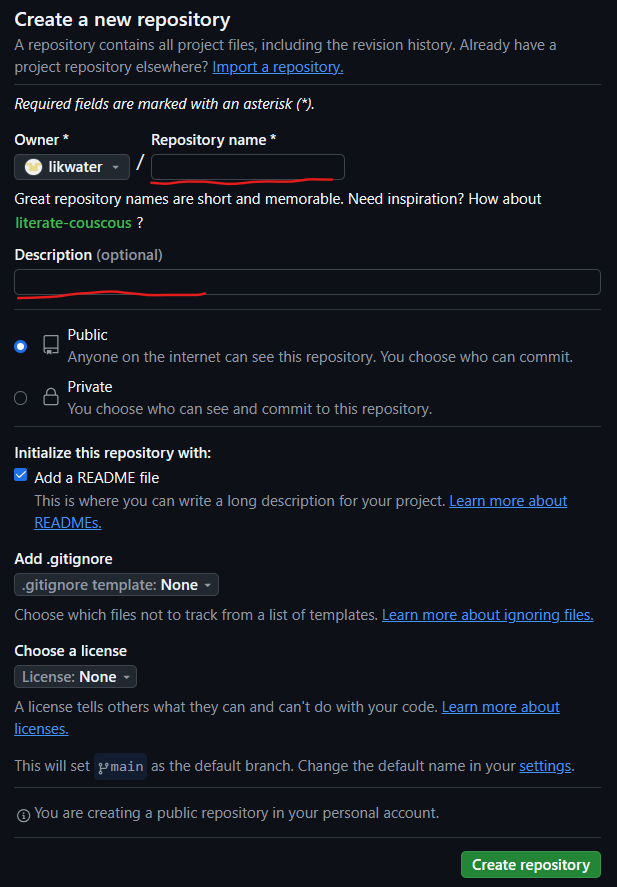 Create a new repository
A repository contains all project files, including the revision history. Already have a
project repository elsewhere? Import a repository.
Required fields are marked with an asterisk (*).
Owner * Repository name *
likwater /
Great repository names are short and memorable. Need inspiration? How about
literate-couscous ?
Description (optional)
Public
Anyone on the internet can see this repository. You choose who can commit.
Private
You choose who can see and commit to this repository.
Initialize this repository with:
Add a README file
This is where you can write a long description for your project. Learn more about
READMEs.
Add .gitignore
.gitignore template: None
Choose which files not to track from a list of templates. Learn more about ignoring files.
Choose a license
License: None
A license tells others what they can and can't do with your code. Learn more about
licenses.
This will set main as the default branch. Change the default name in your settings.
You are creating a public repository in your personal account.
Create repository